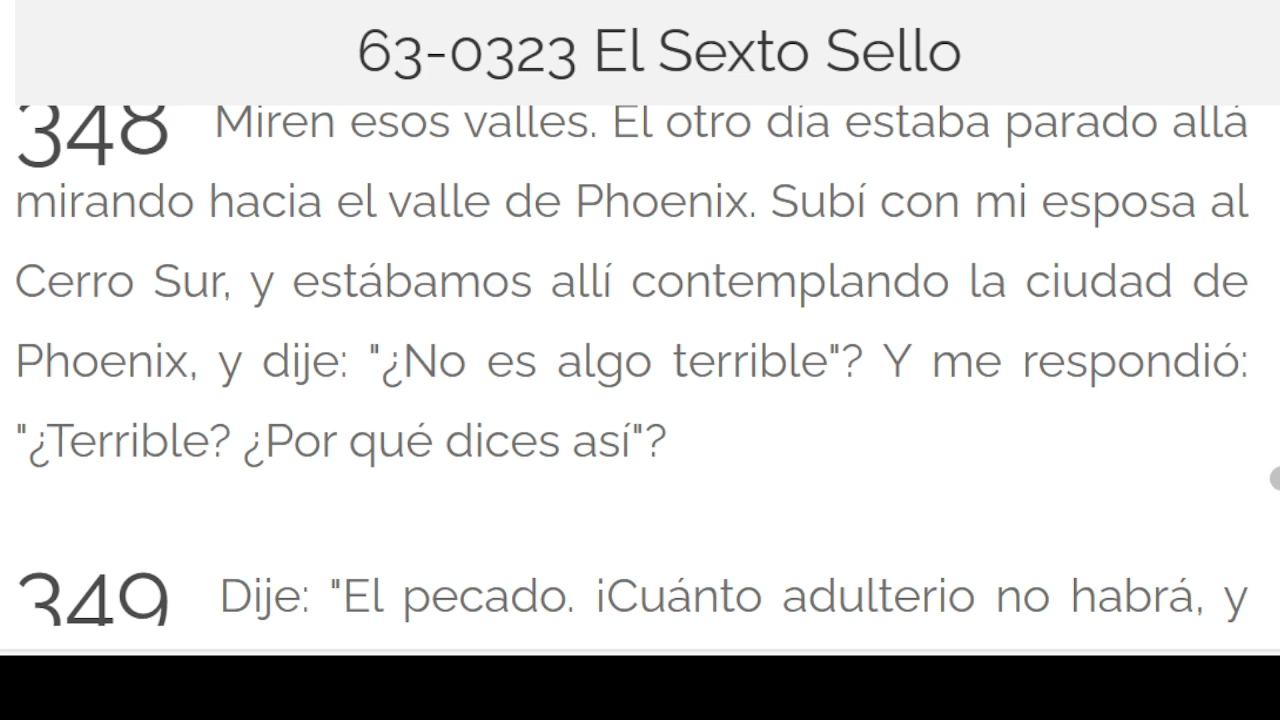 63-0323 El Sexto Sello
348 Miren esos valles. El otro día estaba parado allá
mirando hacia el valle de Phoenix. Subí con mi esposa al
Cerro Sur, y estábamos allí contemplando la ciudad de
Phoenix, y dije: "¿No es algo terrible"? Y me respondió:
"¿Terrible? ¿Por qué dices así"?
349 Dije: "El pecado. ¡Cuánto adulterio no habrá, y